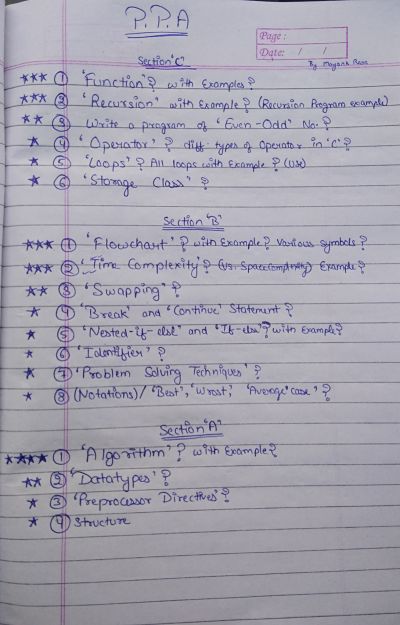 P.P.A
Page:
Date: / /
Section 'C'
By Mayank Rana
*** ① 'Function'? with Examples?
*** ② 'Recursion' with Example? (Recursion Program example)
** ③ Write a program of 'Even-Odd' No.?
* ④ 'Operator'? diff. types of Operator in 'C'?
* ⑤ 'Loops'? All loops with Example? (Use)
* ⑥ 'Storage Class'?
Section 'B'
*** ① 'Flowchart'? with Example? Various Symbols?
*** ② 'Time Complexity'? (Vs. Space Complexity) Example?
** ③ 'Swapping'?
* ④ 'Break' and 'Continue' Statement?
* ⑤ 'Nested-if-else' and 'If-else'? with Example?
* ⑥ 'Identifier'?
* ⑦ 'Problem Solving Techniques'?
* ⑧ (Notations)/ 'Best', 'Wrost', 'Average' case'?
Section 'A'
**** ① 'Algorithm'? with Example?
** ② 'Datatypes'?
* ③ 'Preprocessor Directives'?
* ④ Structure